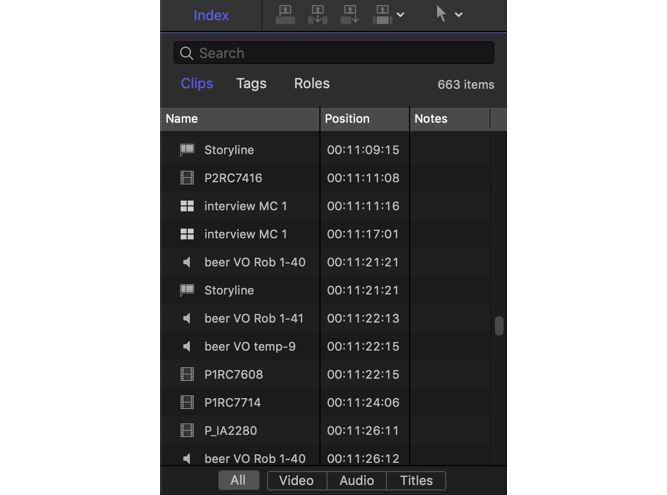 Index
Search
Clips Tags Roles 663 items
Name Position Notes
Storyline 00:11:09:15
P2RC7416 00:11:11:08
interview MC 1 00:11:11:16
interview MC 1 00:11:17:01
beer VO Rob 1-40 00:11:21:21
Storyline 00:11:21:21
beer VO Rob 1-41 00:11:22:13
beer VO temp-9 00:11:22:15
P1RC7608 00:11:22:15
P1RC7714 00:11:24:06
P_IA2280 00:11:26:11
beer VO Rob 1-40 00:11:26:12
All Video Audio Titles